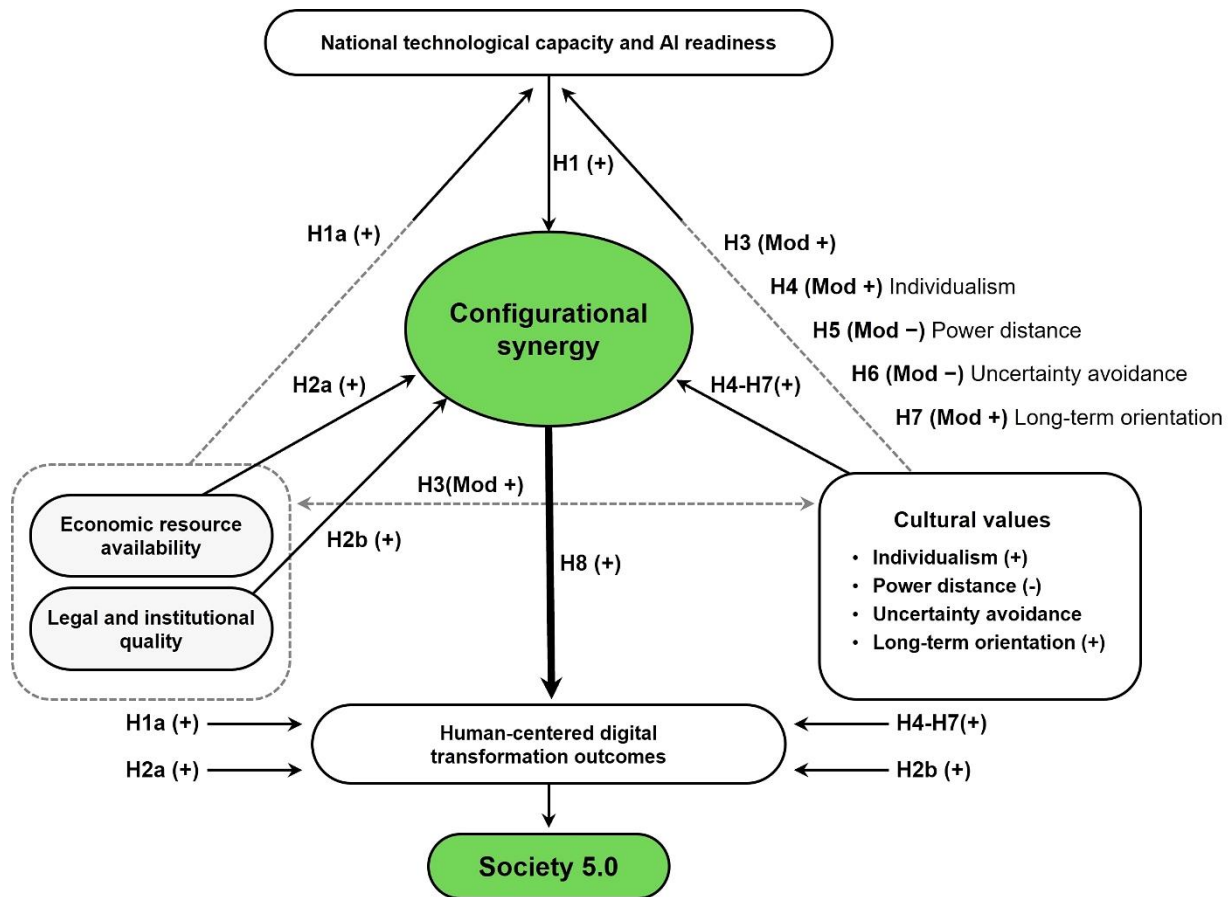 National technological capacity and AI readiness
H1 (+)
H1a (+)
H3 (Mod +)
H4 (Mod +) Individualism
H5 (Mod −) Power distance
H6 (Mod −) Uncertainty avoidance
H7 (Mod +) Long-term orientation
Configurational
synergy
H2a (+)
H4-H7(+)
H3(Mod +)
Economic resource
availability
H2b (+)
Legal and institutional
quality
H8 (+)
Cultural values
• Individualism (+)
• Power distance (-)
• Uncertainty avoidance
• Long-term orientation (+)
H1a (+)
H2a (+)
Human-centered digital
transformation outcomes
H4-H7(+)
H2b (+)
Society 5.0